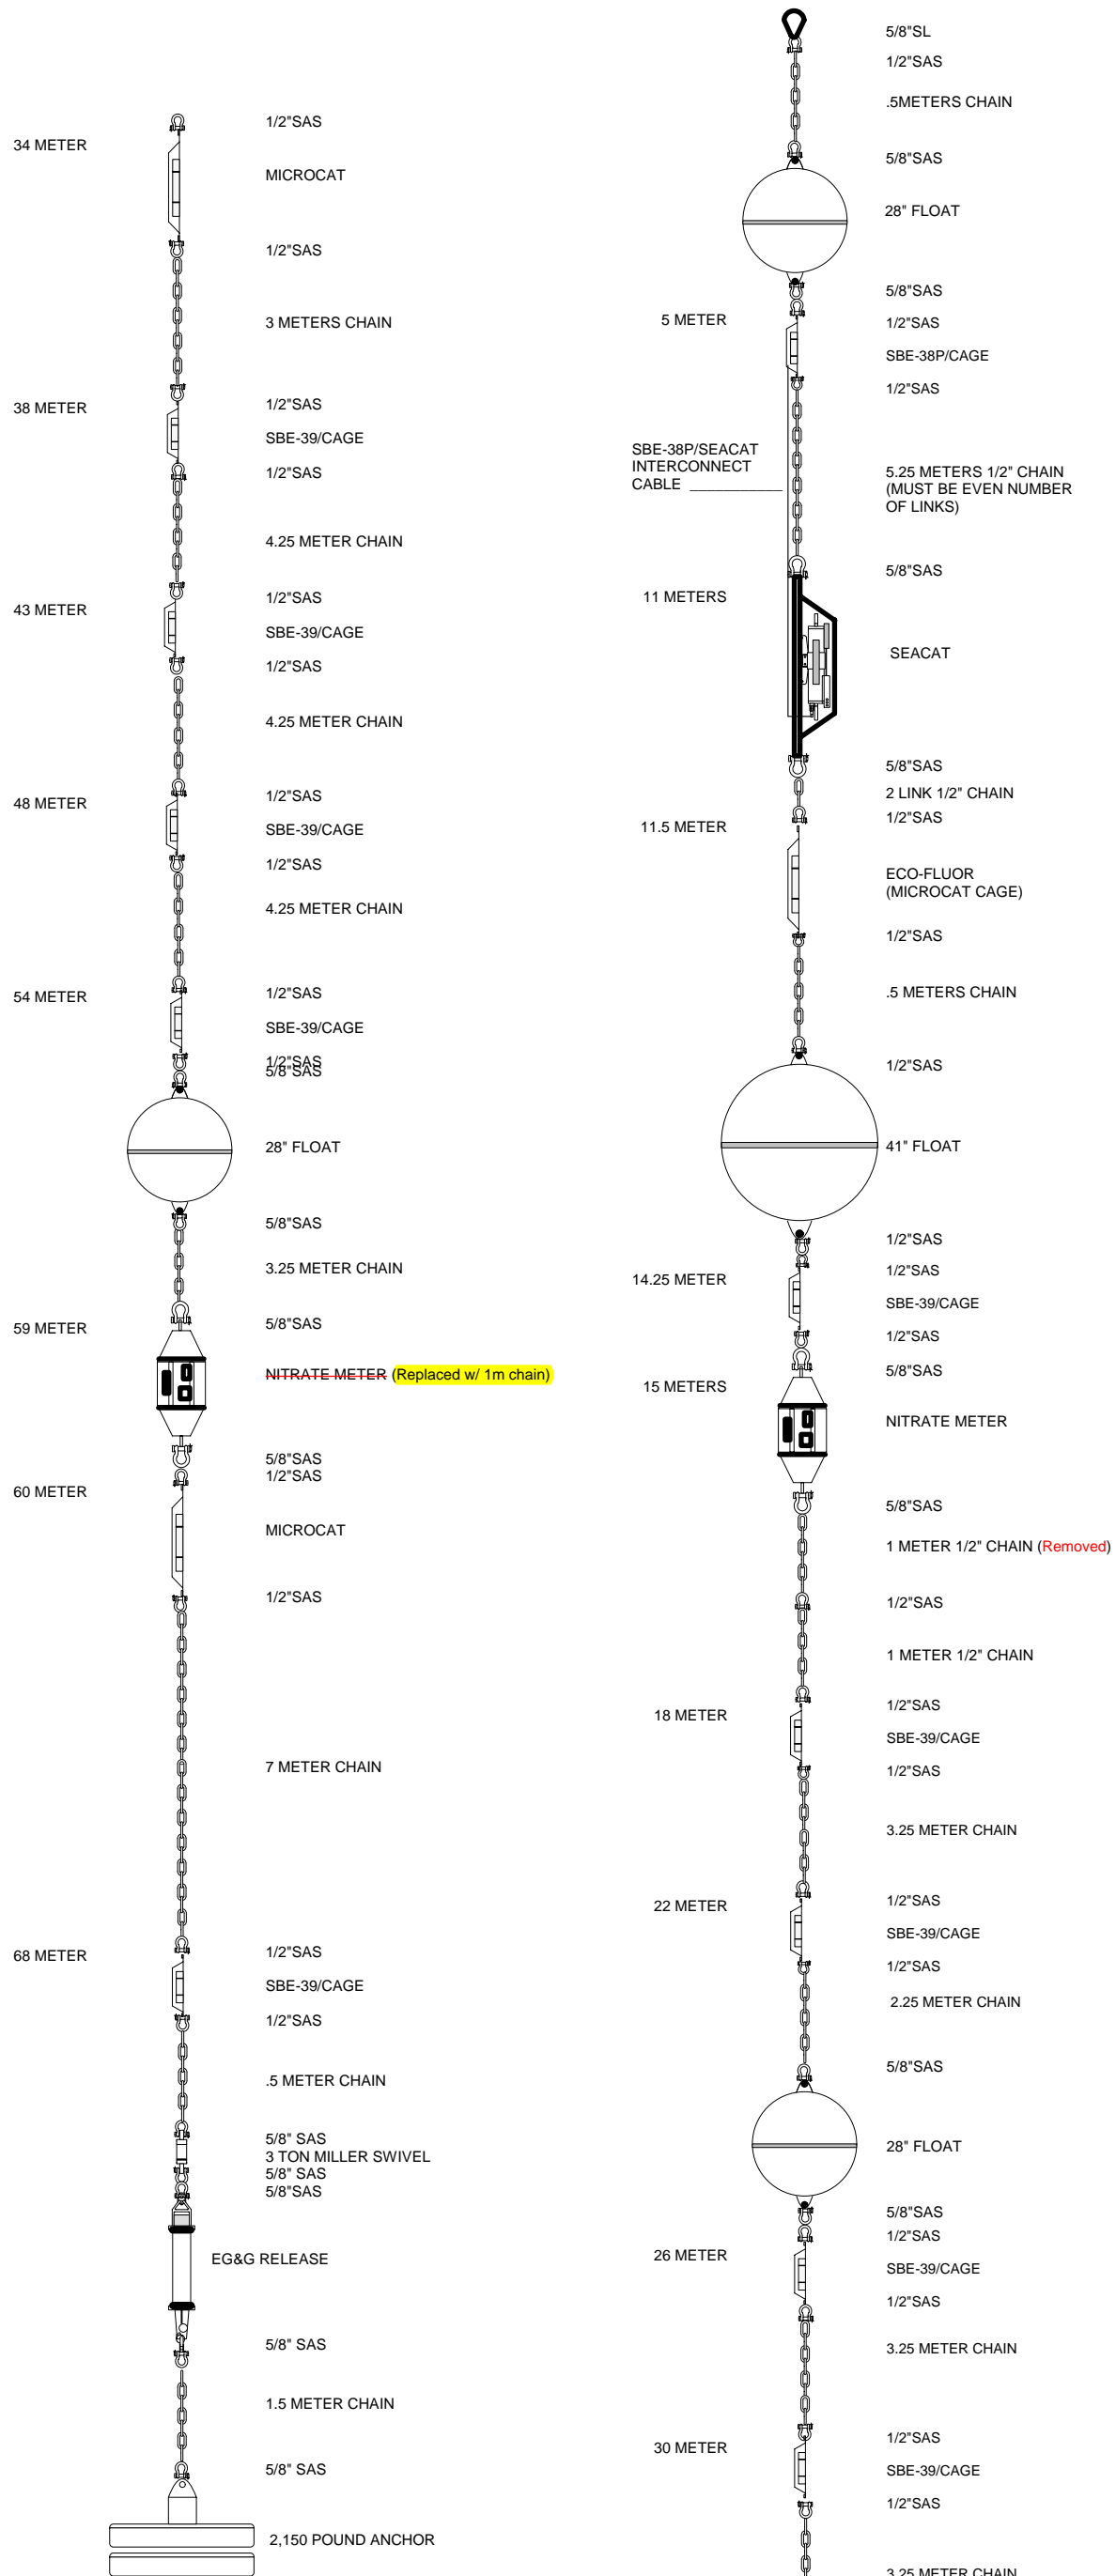 34 METER
1/2"SAS
MICROCAT
1/2"SAS
3 METERS CHAIN
38 METER
1/2"SAS
SBE-39/CAGE
1/2"SAS
4.25 METER CHAIN
43 METER
1/2"SAS
SBE-39/CAGE
1/2"SAS
4.25 METER CHAIN
48 METER
1/2"SAS
SBE-39/CAGE
1/2"SAS
4.25 METER CHAIN
54 METER
1/2"SAS
SBE-39/CAGE
1/2"SAS
5/8"SAS
28" FLOAT
5/8"SAS
3.25 METER CHAIN
59 METER
5/8"SAS
NITRATE METER (Replaced w/ 1m chain)
5/8"SAS
1/2"SAS
60 METER
MICROCAT
1/2"SAS
7 METER CHAIN
68 METER
1/2"SAS
SBE-39/CAGE
1/2"SAS
.5 METER CHAIN
5/8" SAS
3 TON MILLER SWIVEL
5/8" SAS
5/8"SAS
EG&G RELEASE
5/8" SAS
1.5 METER CHAIN
5/8" SAS
2,150 POUND ANCHOR
5/8"SL
1/2"SAS
.5METERS CHAIN
5/8"SAS
28" FLOAT
5/8"SAS
5 METER
1/2"SAS
SBE-38P/CAGE
1/2"SAS
SBE-38P/SEACAT
INTERCONNECT
CABLE ___________
5.25 METERS 1/2" CHAIN
(MUST BE EVEN NUMBER
OF LINKS)
5/8"SAS
11 METERS
SEACAT
5/8"SAS
2 LINK 1/2" CHAIN
1/2"SAS
11.5 METER
ECO-FLUOR
(MICROCAT CAGE)
1/2"SAS
.5 METERS CHAIN
1/2"SAS
41" FLOAT
1/2"SAS
1/2"SAS
14.25 METER
SBE-39/CAGE
1/2"SAS
5/8"SAS
15 METERS
NITRATE METER
5/8"SAS
1 METER 1/2" CHAIN (Removed)
1/2"SAS
1 METER 1/2" CHAIN
1/2"SAS
18 METER
SBE-39/CAGE
1/2"SAS
3.25 METER CHAIN
1/2"SAS
22 METER
SBE-39/CAGE
1/2"SAS
2.25 METER CHAIN
5/8"SAS
28" FLOAT
5/8"SAS
1/2"SAS
26 METER
SBE-39/CAGE
1/2"SAS
3.25 METER CHAIN
1/2"SAS
30 METER
SBE-39/CAGE
1/2"SAS
3.25 METER CHAIN